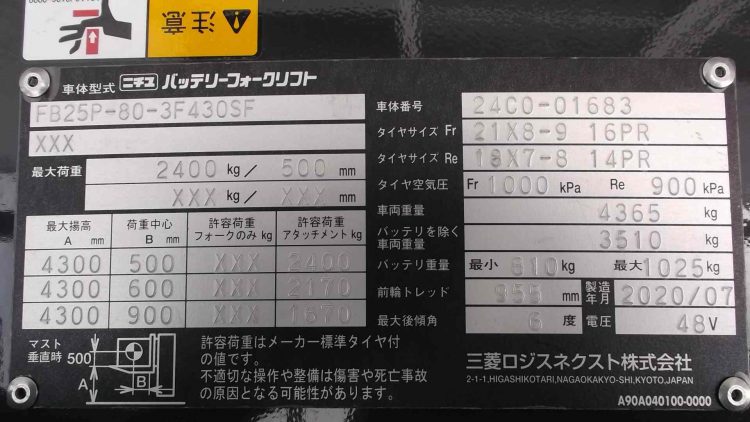 注意
車体型式 ニチユ バッテリーフォークリフト
FB25P-80-3F430SF
XXX
最大荷重 2400 kg / 500 mm
XXX kg / XXX mm
最大揚高 A mm 荷重中心 B mm 許容荷重 フォークのみ kg 許容荷重 アタッチメント kg
4300 500 XXX 2400
4300 600 XXX 2170
4300 900 XXX 1670
マスト垂直時 500 A B
許容荷重はメーカー標準タイヤ付
の値です。
不適切な操作や整備は傷害や死亡事故
の原因となる可能性があります。
車体番号 24C0-01683
タイヤサイズ Fr 21X8-9 16PR
タイヤサイズ Re 18X7-8 14PR
タイヤ空気圧 Fr 1000 kPa Re 900 kPa
車両重量 4365 kg
バッテリを除く車両重量 3510 kg
バッテリ重量 最小 610 kg 最大 1025 kg
前輪トレッド 955 mm 製造年月 2020/07
最大後傾角 6 度 電圧 48 V
三菱ロジスネクスト株式会社
2-1-1,HIGASHIKOTARI,NAGAOKAKYO-SHI,KYOTO,JAPAN
A90A040100-0000